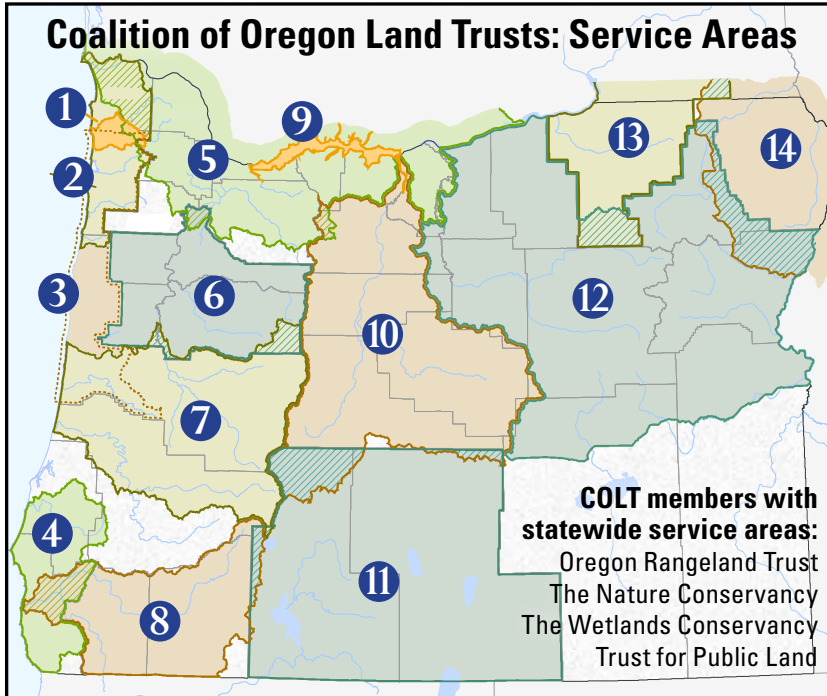 Coalition of Oregon Land Trusts: Service Areas
1
2
3
4
5
6
7
8
9
10
11
12
13
14
COLT members with
statewide service areas:
Oregon Rangeland Trust
The Nature Conservancy
The Wetlands Conservancy
Trust for Public Land